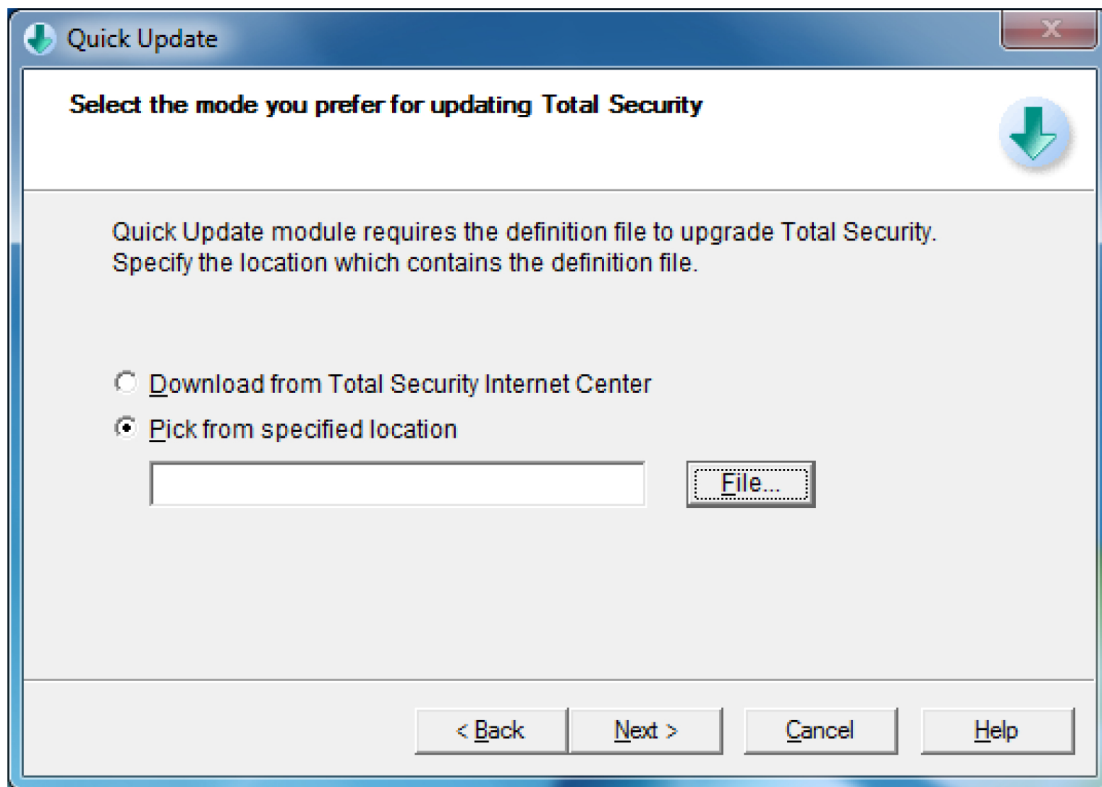 Quick Update
X
Select the mode you prefer for updating Total Security
Quick Update module requires the definition file to upgrade Total Security.
Specify the location which contains the definition file.
Download from Total Security Internet Center
Pick from specified location
File...
< Back Next > Cancel Help